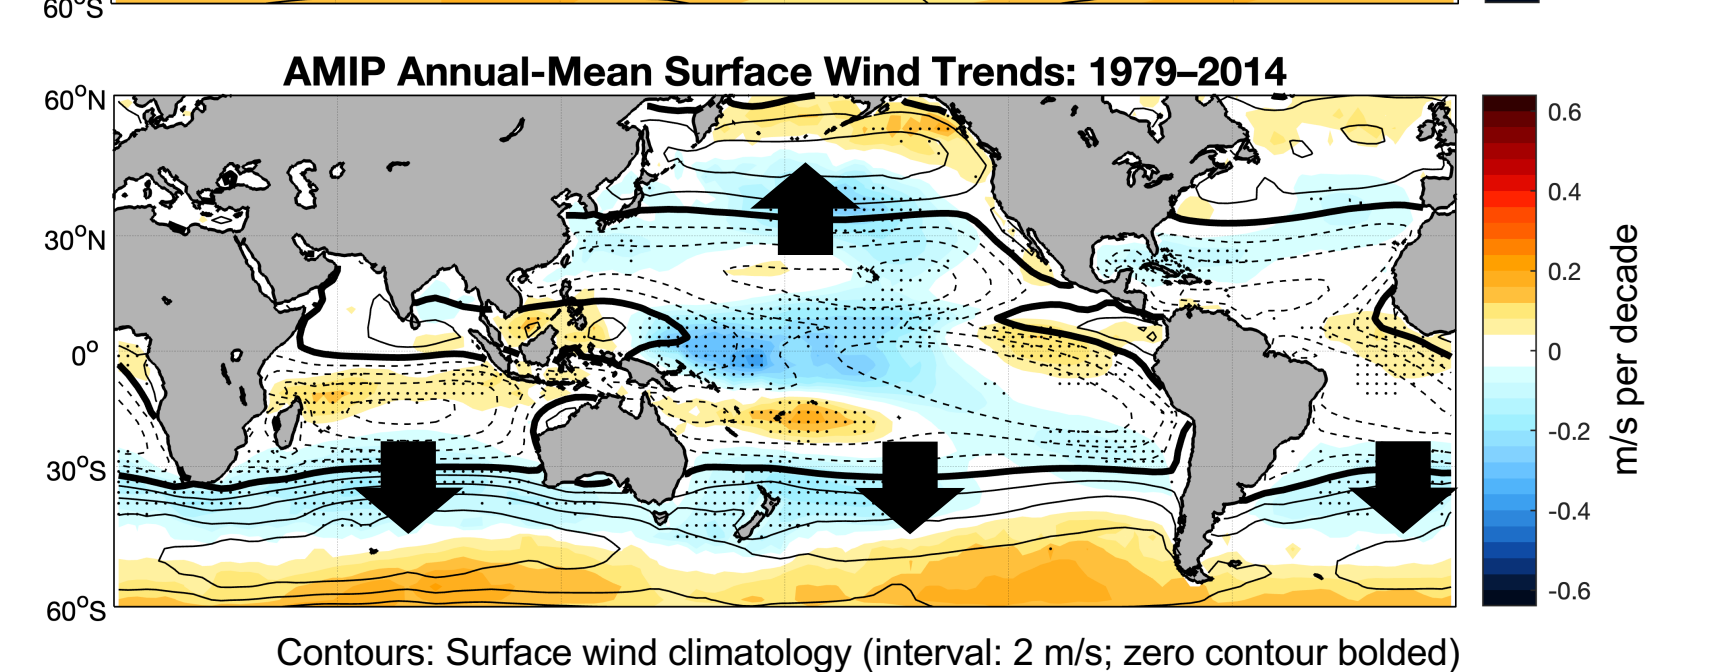 60°S
AMIP Annual-Mean Surface Wind Trends: 1979–2014
60°N
30°N
0°
30°S
60°S
0.6
0.4
0.2
0
-0.2
-0.4
-0.6
m/s per decade
Contours: Surface wind climatology (interval: 2 m/s; zero contour bolded)